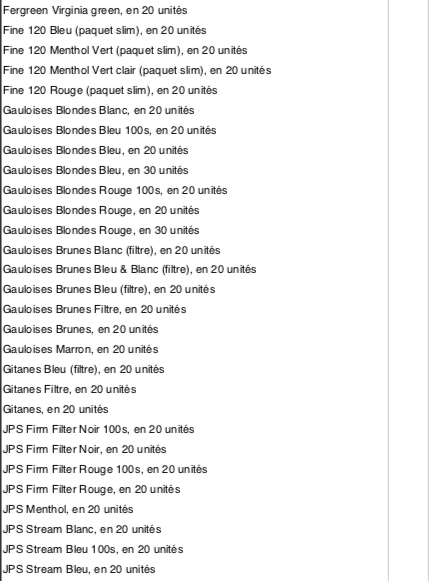 Fergreen Virginia green, en 20 unités
Fine 120 Bleu (paquet slim), en 20 unités
Fine 120 Menthol Vert (paquet slim), en 20 unités
Fine 120 Menthol Vert clair (paquet slim), en 20 unités
Fine 120 Rouge (paquet slim), en 20 unités
Gauloises Blondes Blanc, en 20 unités
Gauloises Blondes Bleu 100s, en 20 unités
Gauloises Blondes Bleu, en 20 unités
Gauloises Blondes Bleu, en 30 unités
Gauloises Blondes Rouge 100s, en 20 unités
Gauloises Blondes Rouge, en 20 unités
Gauloises Blondes Rouge, en 30 unités
Gauloises Brunes Blanc (filtre), en 20 unités
Gauloises Brunes Bleu & Blanc (filtre), en 20 unités
Gauloises Brunes Bleu (filtre), en 20 unités
Gauloises Brunes Filtre, en 20 unités
Gauloises Brunes, en 20 unités
Gauloises Marron, en 20 unités
Gitanes Bleu (filtre), en 20 unités
Gitanes Filtre, en 20 unités
Gitanes, en 20 unités
JPS Firm Filter Noir 100s, en 20 unités
JPS Firm Filter Noir, en 20 unités
JPS Firm Filter Rouge 100s, en 20 unités
JPS Firm Filter Rouge, en 20 unités
JPS Menthol, en 20 unités
JPS Stream Blanc, en 20 unités
JPS Stream Bleu 100s, en 20 unités
JPS Stream Bleu, en 20 unités